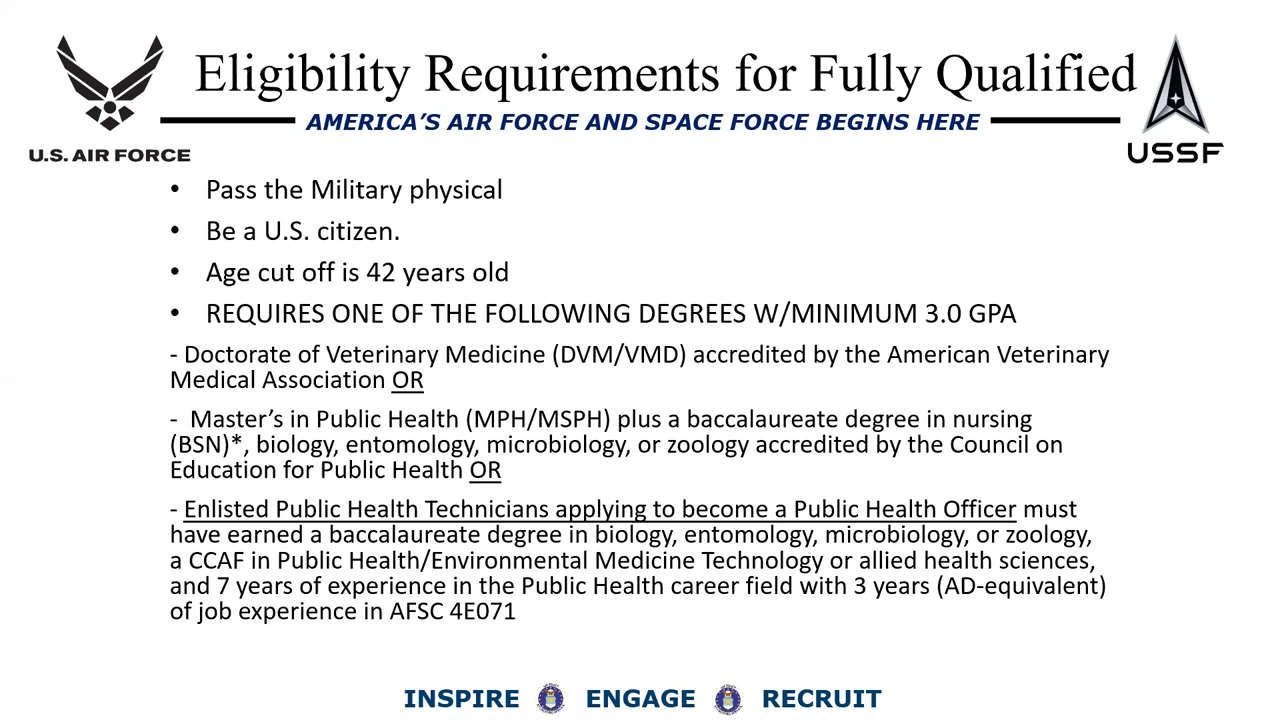 Eligibility Requirements for Fully Qualified
AMERICA'S AIR FORCE AND SPACE FORCE BEGINS HERE
U.S. AIR FORCE
USSF
• Pass the Military physical
• Be a U.S. citizen.
• Age cut off is 42 years old
• REQUIRES ONE OF THE FOLLOWING DEGREES W/MINIMUM 3.0 GPA
- Doctorate of Veterinary Medicine (DVM/VMD) accredited by the American Veterinary
Medical Association OR
- Master's in Public Health (MPH/MSPH) plus a baccalaureate degree in nursing
(BSN)*, biology, entomology, microbiology, or zoology accredited by the Council on
Education for Public Health OR
- Enlisted Public Health Technicians applying to become a Public Health Officer must
have earned a baccalaureate degree in biology, entomology, microbiology, or zoology,
a CCAF in Public Health/Environmental Medicine Technology or allied health sciences,
and 7 years of experience in the Public Health career field with 3 years (AD-equivalent)
of job experience in AFSC 4E071
INSPIRE ENGAGE RECRUIT